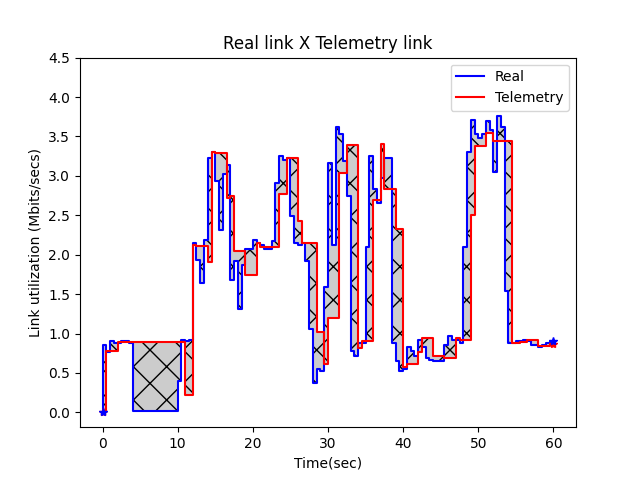 Real link X Telemetry link
Real
Telemetry
4.5
4.0
3.5
3.0
2.5
2.0
1.5
1.0
0.5
0.0
Link utilization (Mbits/secs)
0 10 20 30 40 50 60
Time(sec)